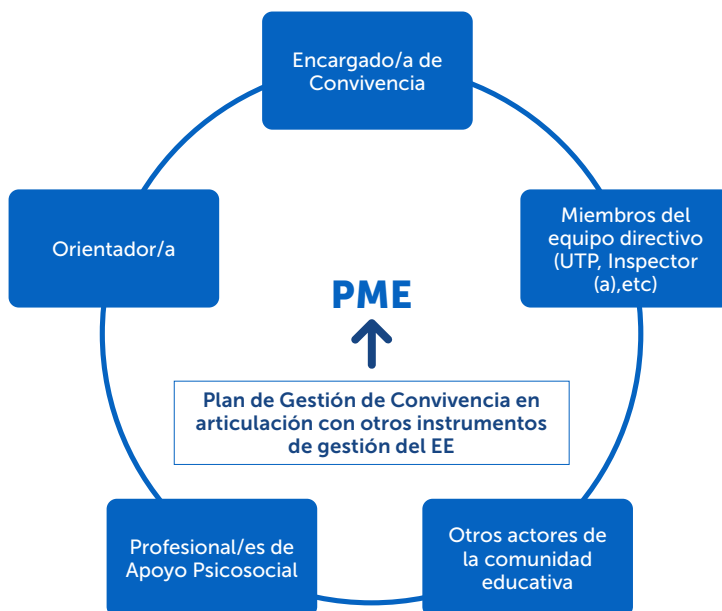 Encargado/a de
Convivencia
Orientador/a
Miembros del
equipo directivo
(UTP, Inspector
(a),etc)
PME
Plan de Gestión de Convivencia en
articulación con otros instrumentos
de gestión del EE
Profesional/es de
Apoyo Psicosocial
Otros actores de
la comunidad
educativa